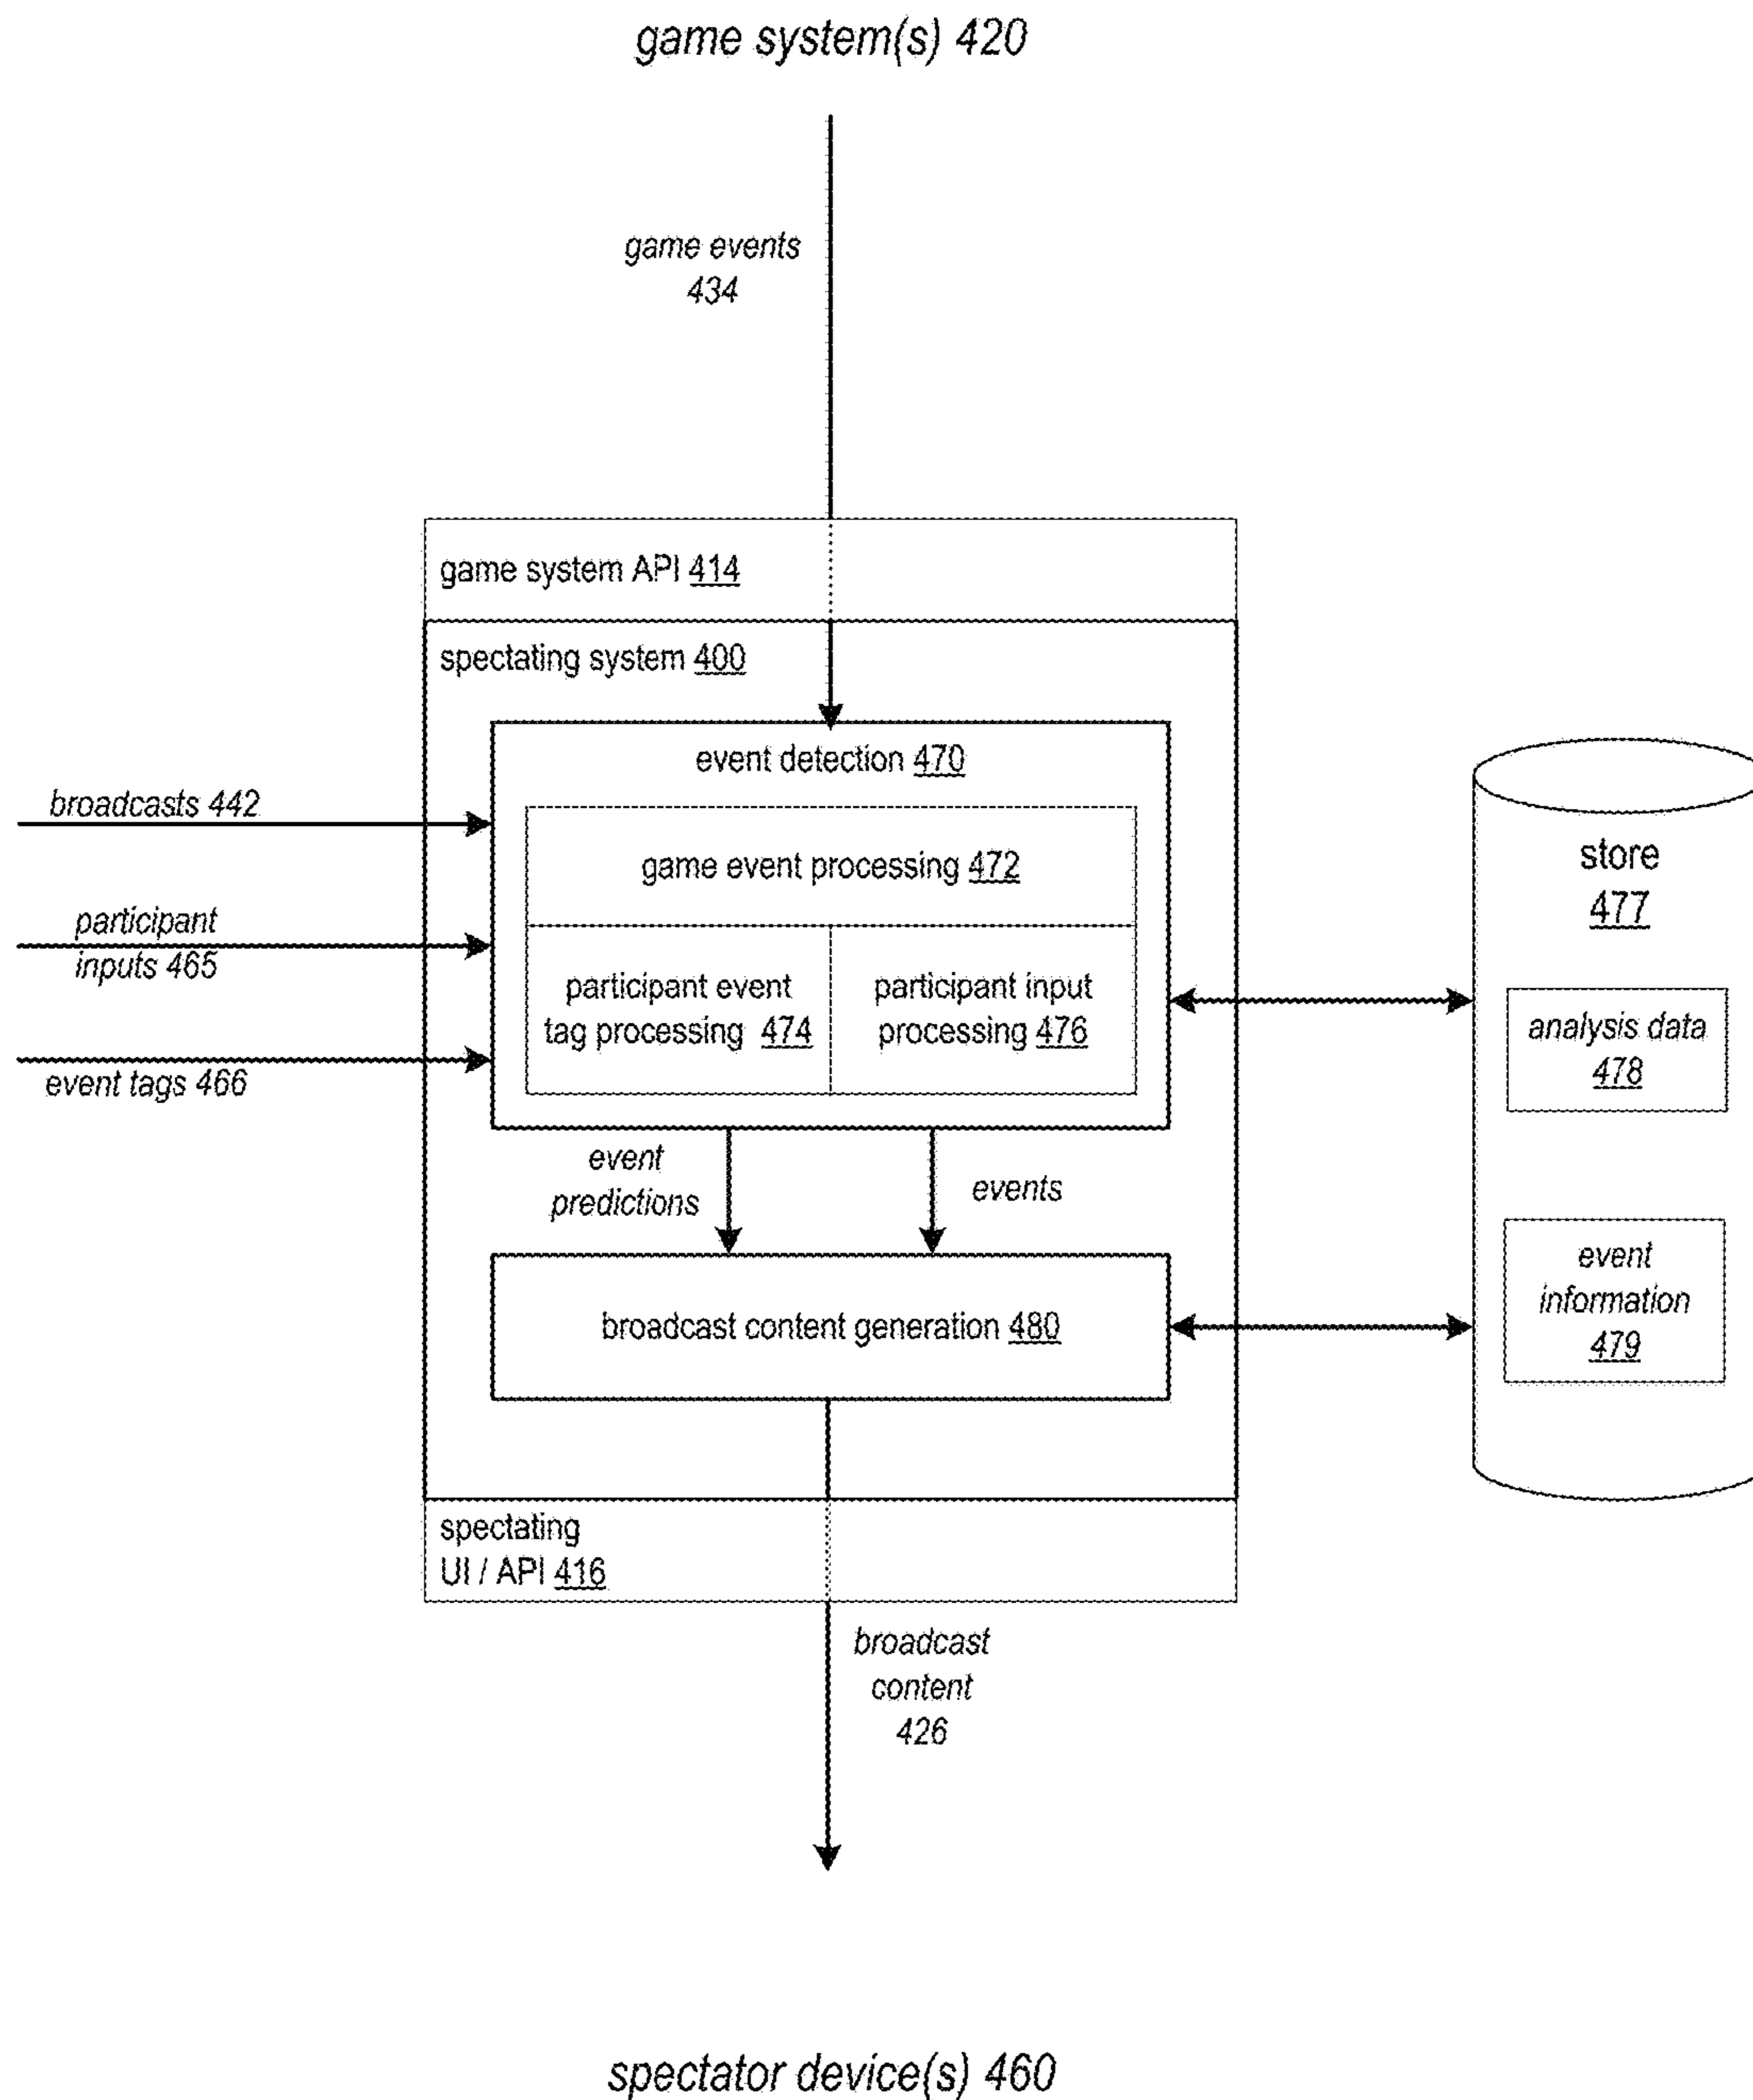 game system(s) 420
game events
434
game system API 414
spectating system 400
event detection 470
broadcasts 442
game event processing 472
participant
inputs 465
participant event
tag processing 474
participant input
processing 476
event tags 466
store
477
analysis data
478
event
predictions
events
event
information
479
broadcast content generation 480
spectating
UI / API 416
broadcast
content
426
spectator device(s) 460